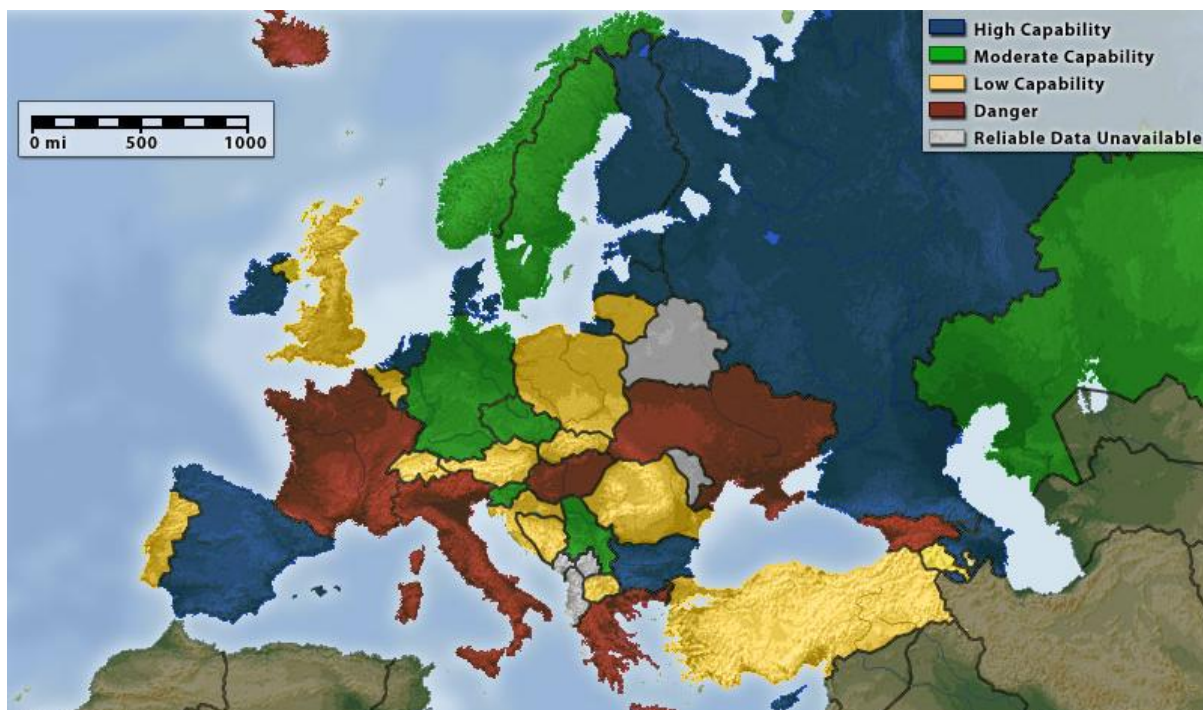 High Capability
Moderate Capability
Low Capability
Danger
Reliable Data Unavailable
0 mi 500 1000